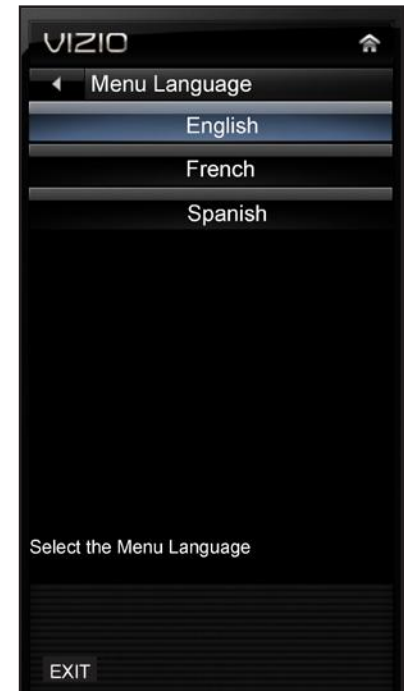 VIZIO
Menu Language
English
French
Spanish
Select the Menu Language
EXIT